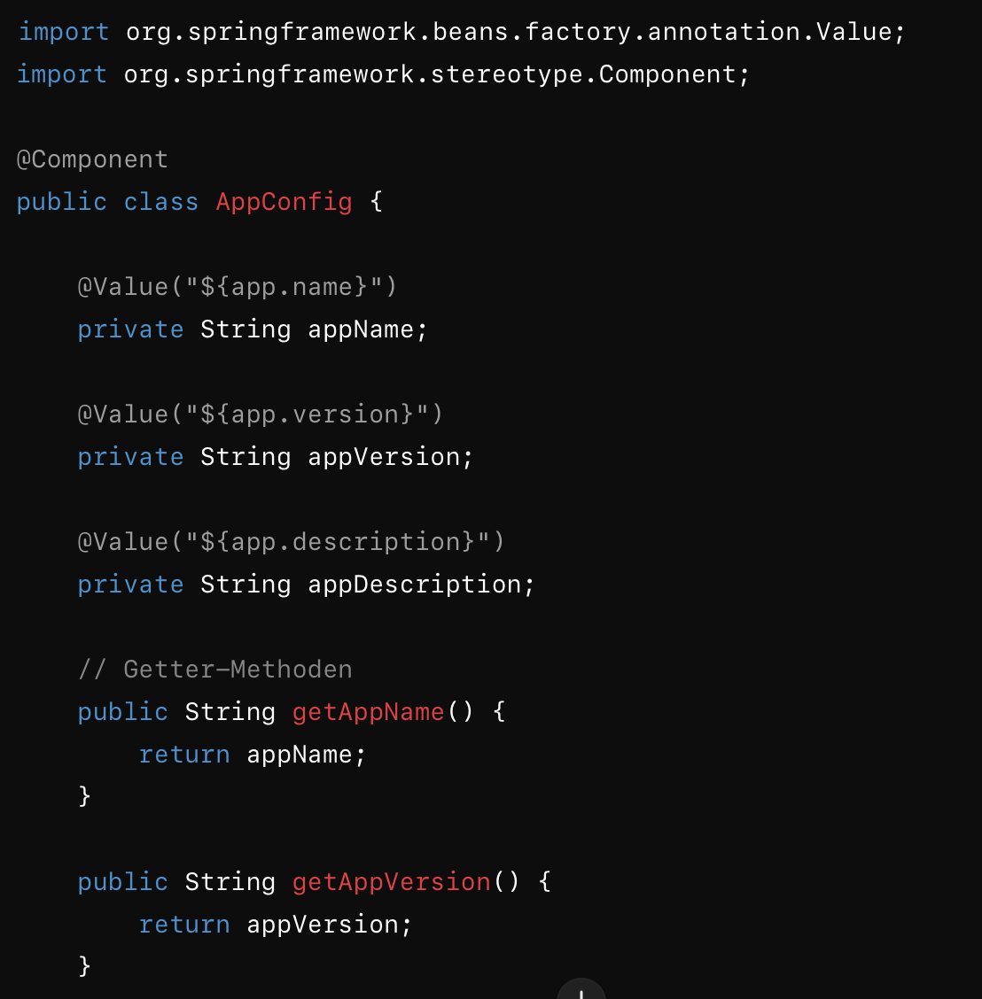 import org.springframework.beans.factory.annotation.Value;
import org.springframework.stereotype.Component;
@Component
public class AppConfig {
@Value("${app.name}")
private String appName;
@Value("${app.version}")
private String appVersion;
@Value("${app.description}")
private String appDescription;
// Getter-Methoden
public String getAppName() {
return appName;
}
public String getAppVersion() {
return appVersion;
}